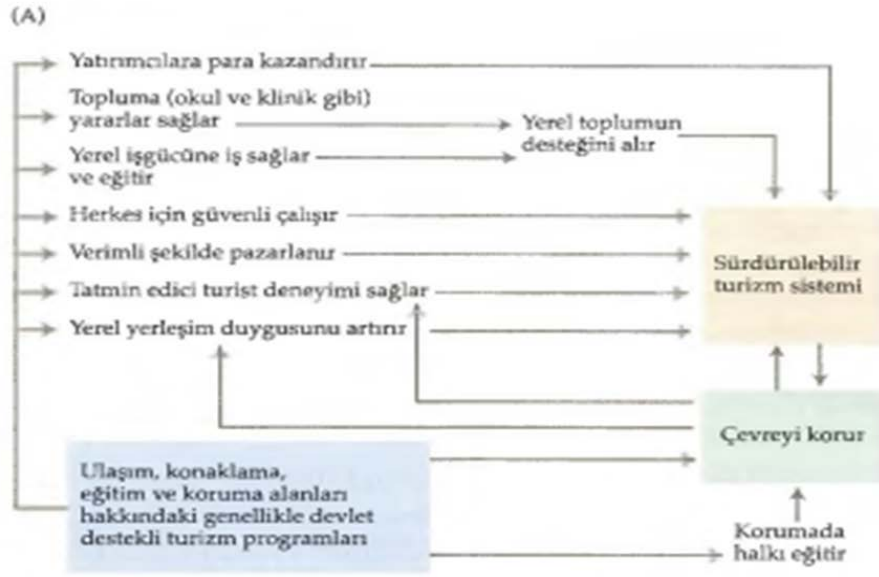 (A)
Yatırımcılara para kazandırır
Topluma (okul ve klinik gibi)
yararlar sağlar
Yerel toplumun
desteğini alır
Yerel işgücüne iş sağlar
ve eğitir
Herkes için güvenli çalışır
Verimli şekilde pazarlanır
Tatmin edici turist deneyimi sağlar
Yerel yerleşim duygusunu artırır
Sürdürülebilir
turizm sistemi
Çevreyi korur
Ulaşım, konaklama,
eğitim ve koruma alanları
hakkındaki genellikle devlet
destekli turizm programları
Korumada
halkı eğitir